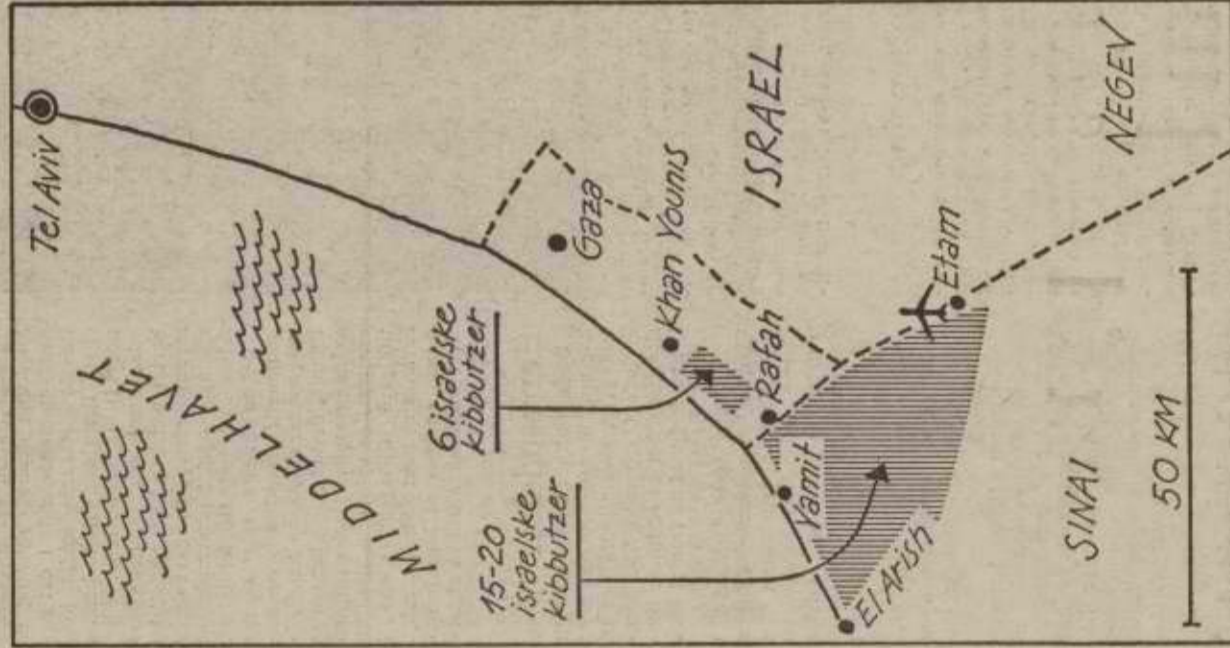 Tel Aviv
MIDDELHAVET
6 israelske
kibbutzer
Gaza
Khan Younis
ISRAEL
15-20
israelske
kibbutzer
Rafah
Yamit
Etam
NEGEV
El Arish
SINAI
50 KM